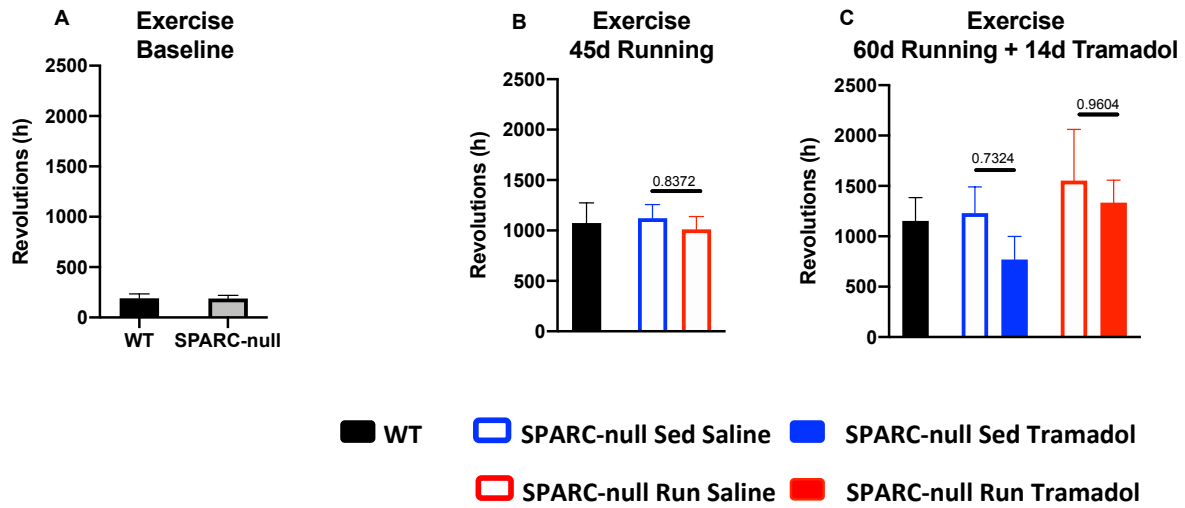 A
Exercise
Baseline
Revolutions (h)
2500
2000
1500
1000
500
0
WT SPARC-null
B
Exercise
45d Running
Revolutions (h)
2500
2000
1500
1000
500
0
0.8372
C
Exercise
60d Running + 14d Tramadol
Revolutions (h)
2500
2000
1500
1000
500
0
0.7324
0.9604
WT
SPARC-null Sed Saline
SPARC-null Sed Tramadol
SPARC-null Run Saline
SPARC-null Run Tramadol